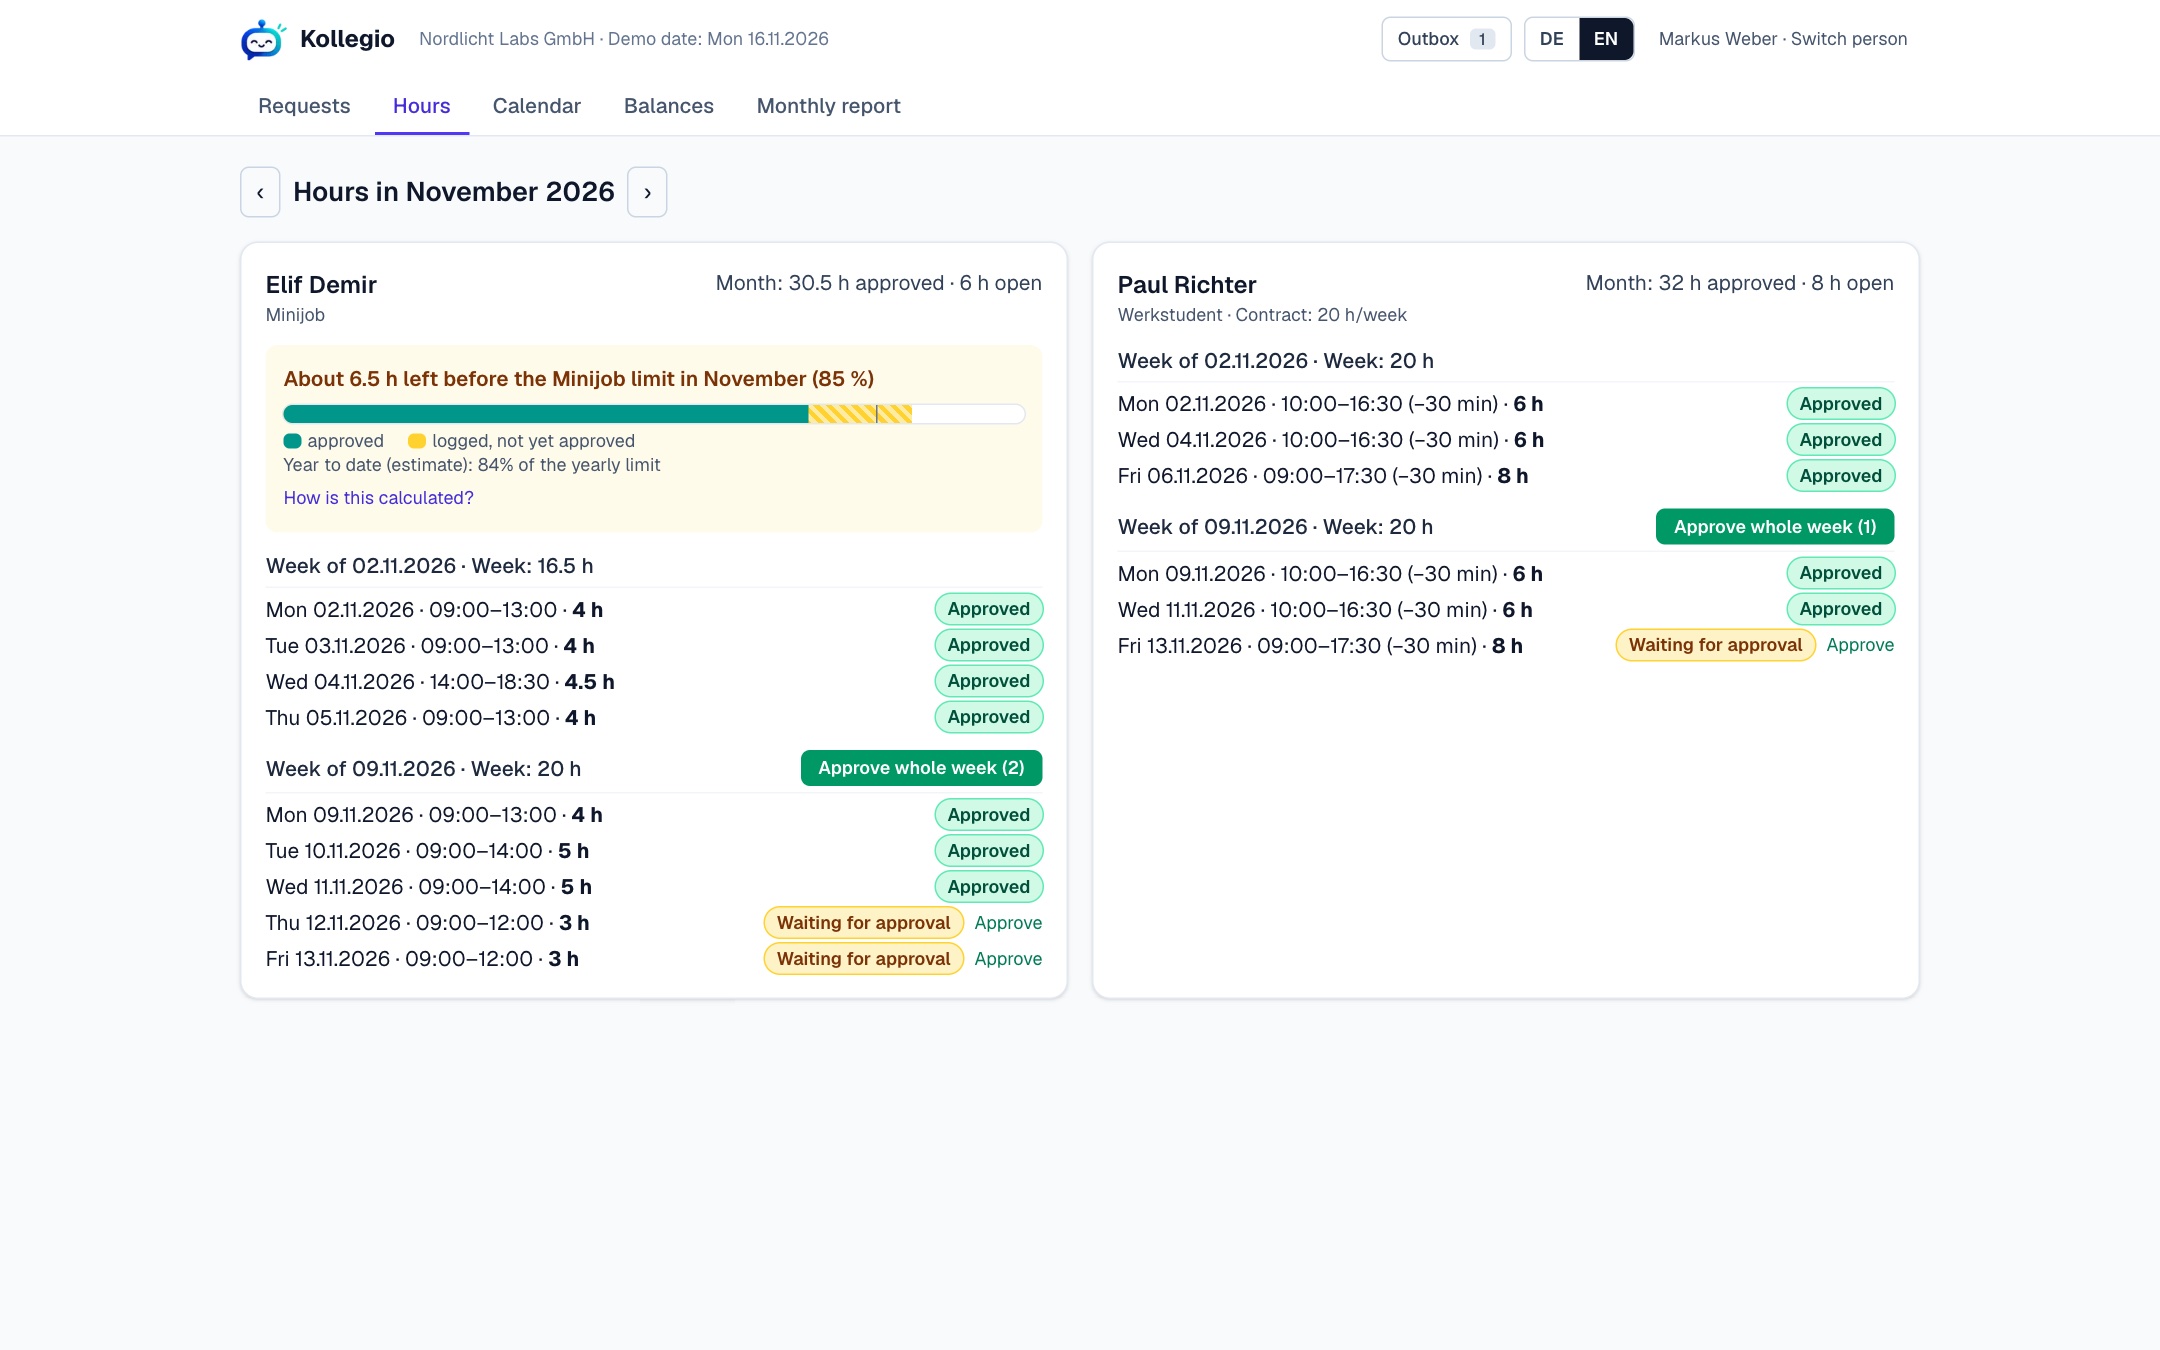 Kollegio
Nordlicht Labs GmbH · Demo date: Mon 16.11.2026
Outbox 1
DE EN
Markus Weber · Switch person
Requests Hours Calendar Balances Monthly report
‹ Hours in November 2026 ›
Elif Demir
Month: 30.5 h approved · 6 h open
Minijob
About 6.5 h left before the Minijob limit in November (85 %)
approved logged, not yet approved
Year to date (estimate): 84% of the yearly limit
How is this calculated?
Week of 02.11.2026 · Week: 16.5 h
Mon 02.11.2026 · 09:00–13:00 · 4 h Approved
Tue 03.11.2026 · 09:00–13:00 · 4 h Approved
Wed 04.11.2026 · 14:00–18:30 · 4.5 h Approved
Thu 05.11.2026 · 09:00–13:00 · 4 h Approved
Week of 09.11.2026 · Week: 20 h Approve whole week (2)
Mon 09.11.2026 · 09:00–13:00 · 4 h Approved
Tue 10.11.2026 · 09:00–14:00 · 5 h Approved
Wed 11.11.2026 · 09:00–14:00 · 5 h Approved
Thu 12.11.2026 · 09:00–12:00 · 3 h Waiting for approval Approve
Fri 13.11.2026 · 09:00–12:00 · 3 h Waiting for approval Approve
Paul Richter
Month: 32 h approved · 8 h open
Werkstudent · Contract: 20 h/week
Week of 02.11.2026 · Week: 20 h
Mon 02.11.2026 · 10:00–16:30 (−30 min) · 6 h Approved
Wed 04.11.2026 · 10:00–16:30 (−30 min) · 6 h Approved
Fri 06.11.2026 · 09:00–17:30 (−30 min) · 8 h Approved
Week of 09.11.2026 · Week: 20 h Approve whole week (1)
Mon 09.11.2026 · 10:00–16:30 (−30 min) · 6 h Approved
Wed 11.11.2026 · 10:00–16:30 (−30 min) · 6 h Approved
Fri 13.11.2026 · 09:00–17:30 (−30 min) · 8 h Waiting for approval Approve